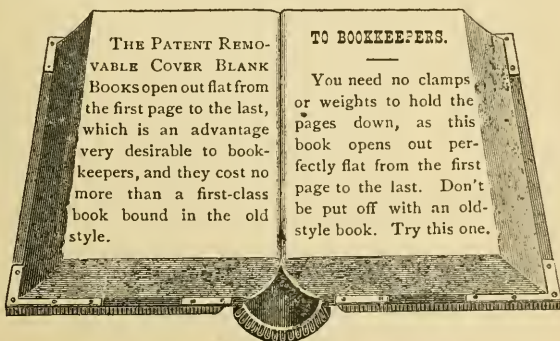 THE PATENT REMO-
VABLE COVER BLANK
BOOKS open out flat from
the first page to the last,
which is an advantage
very desirable to book-
keepers, and they cost no
more than a first-class
book bound in the old
style.
TO BOOKKEEPERS.
You need no clamps
or weights to hold the
pages down, as this
book opens out per-
fectly flat from the first
page to the last. Don't
be put off with an old-
style book. Try this one.